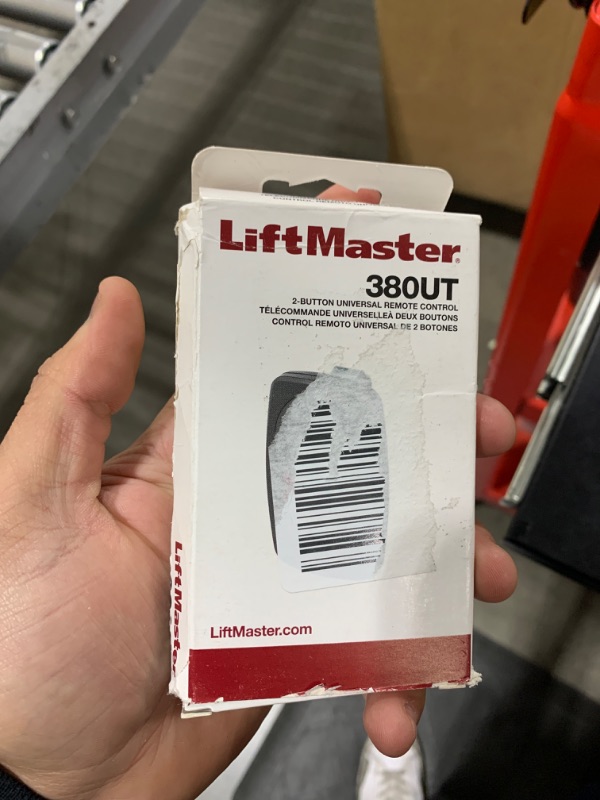 LiftMaster®
380UT
2-BUTTON UNIVERSAL REMOTE CONTROL
TÉLÉCOMMANDE UNIVERSELLEÀ DEUX BOUTONS
CONTROL REMOTO UNIVERSAL DE 2 BOTONES
LiftMaster
LiftMaster.com